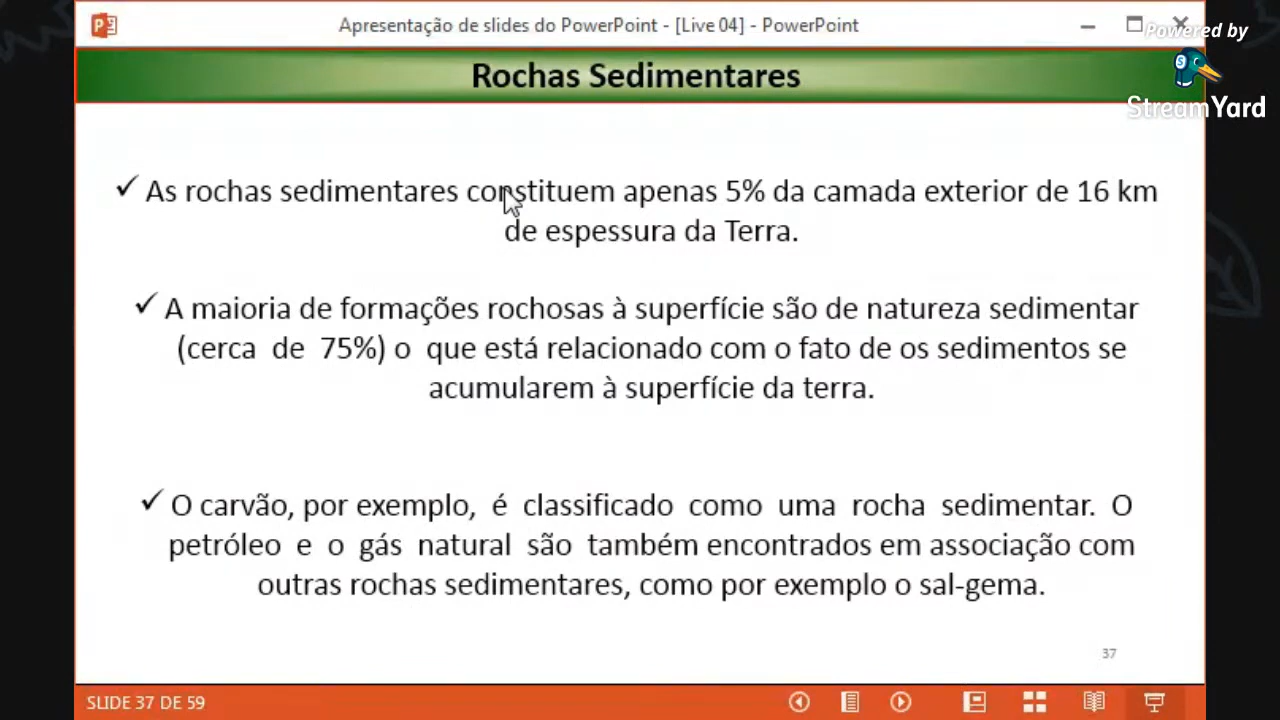 Apresentação de slides do PowerPoint - [Live 04] - PowerPoint
Powered by
StreamYard
Rochas Sedimentares
✓ As rochas sedimentares constituem apenas 5% da camada exterior de 16 km
de espessura da Terra.
✓ A maioria de formações rochosas à superfície são de natureza sedimentar
(cerca de 75%) o que está relacionado com o fato de os sedimentos se
acumularem à superfície da terra.
✓ O carvão, por exemplo, é classificado como uma rocha sedimentar. O
petróleo e o gás natural são também encontrados em associação com
outras rochas sedimentares, como por exemplo o sal-gema.
37
SLIDE 37 DE 59